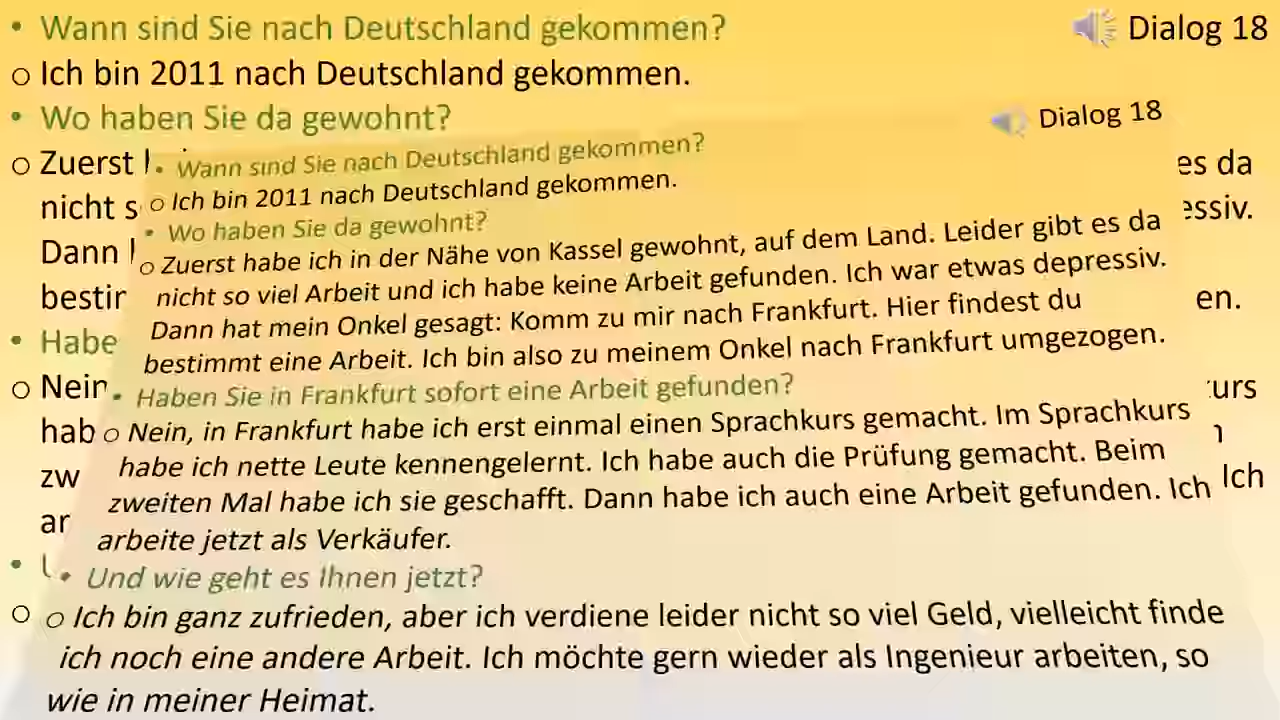 • Wann sind Sie nach Deutschland gekommen?
Dialog 18
o Ich bin 2011 nach Deutschland gekommen.
• Wo haben Sie da gewohnt?
o Zuerst
es da
nicht
Dann
Habe
o Nein
Ich
Dialog 18
• Wann sind Sie nach Deutschland gekommen?
o Ich bin 2011 nach Deutschland gekommen.
• Wo haben Sie da gewohnt?
o Zuerst habe ich in der Nähe von Kassel gewohnt, auf dem Land. Leider gibt es da
nicht so viel Arbeit und ich habe keine Arbeit gefunden. Ich war etwas depressiv.
Dann hat mein Onkel gesagt: Komm zu mir nach Frankfurt. Hier findest du
bestimmt eine Arbeit. Ich bin also zu meinem Onkel nach Frankfurt umgezogen.
• Haben Sie in Frankfurt sofort eine Arbeit gefunden?
o Nein, in Frankfurt habe ich erst einmal einen Sprachkurs gemacht. Im Sprachkurs
habe ich nette Leute kennengelernt. Ich habe auch die Prüfung gemacht. Beim
zweiten Mal habe ich sie geschafft. Dann habe ich auch eine Arbeit gefunden. Ich
arbeite jetzt als Verkäufer.
• Und wie geht es Ihnen jetzt?
o Ich bin ganz zufrieden, aber ich verdiene leider nicht so viel Geld, vielleicht finde
ich noch eine andere Arbeit. Ich möchte gern wieder als Ingenieur arbeiten, so
wie in meiner Heimat.